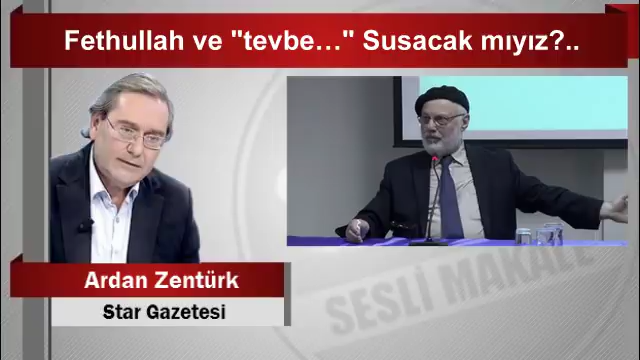 Fethullah ve "tevbe…" Susacak mıyız?..
Ardan Zentürk
Star Gazetesi
SESLİ MAKALE